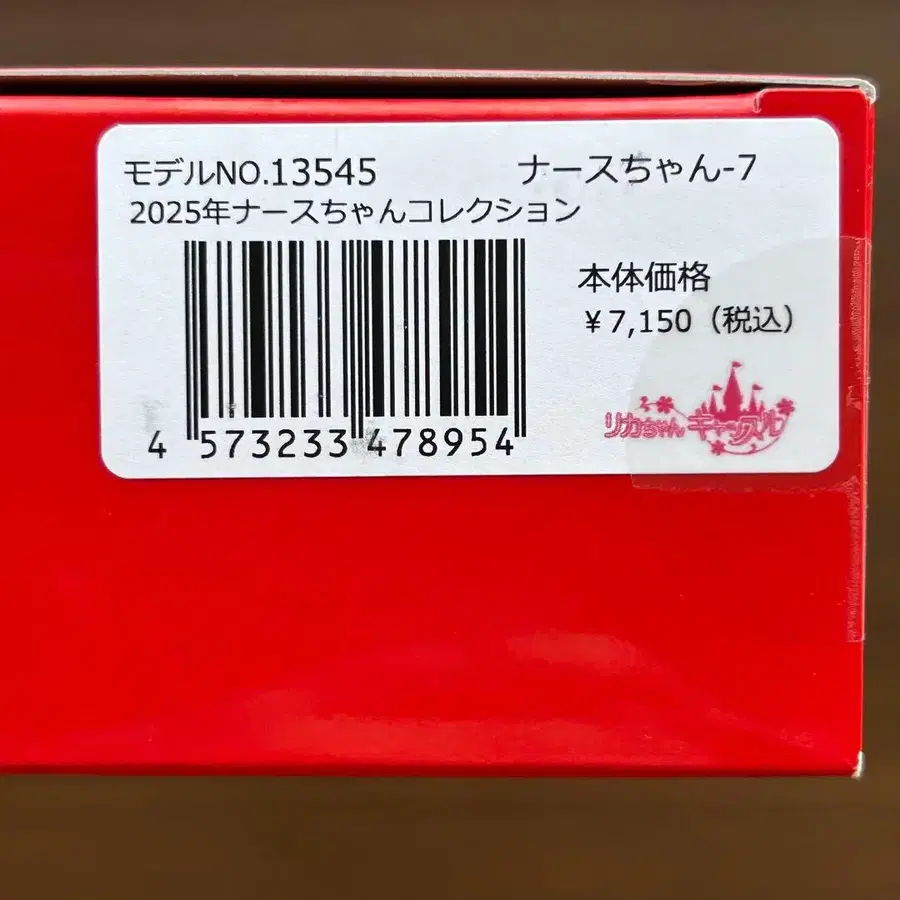 モデルNO.13545 ナースちゃん-7
2025年ナースちゃんコレクション
本体価格
¥7,150（税込）
4 573233 478954
リカちゃん キャッスル